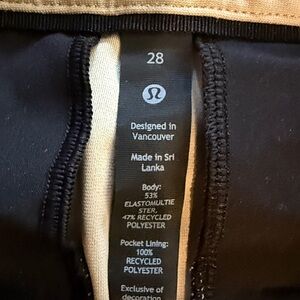 28
Designed in
Vancouver
Made in Sri
Lanka
Body:
53%
ELASTOMULTIE
STER,
47% RECYCLED
POLYESTER
Pocket Lining:
100%
RECYCLED
POLYESTER
Exclusive of
decoration